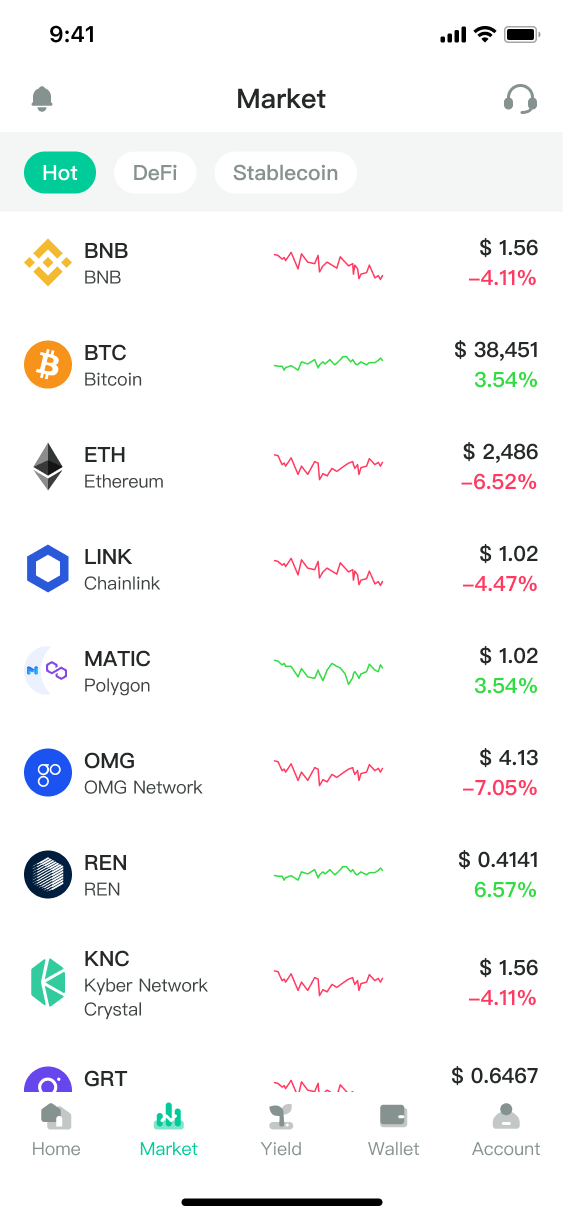 9:41
Market
Hot DeFi Stablecoin
BNB $ 1.56
BNB −4.11%
BTC $ 38,451
Bitcoin 3.54%
ETH $ 2,486
Ethereum −6.52%
LINK $ 1.02
Chainlink −4.47%
MATIC $ 1.02
Polygon 3.54%
OMG $ 4.13
OMG Network −7.05%
REN $ 0.4141
REN 6.57%
KNC $ 1.56
Kyber Network −4.11%
Crystal
GRT $ 0.6467
Home Market Yield Wallet Account